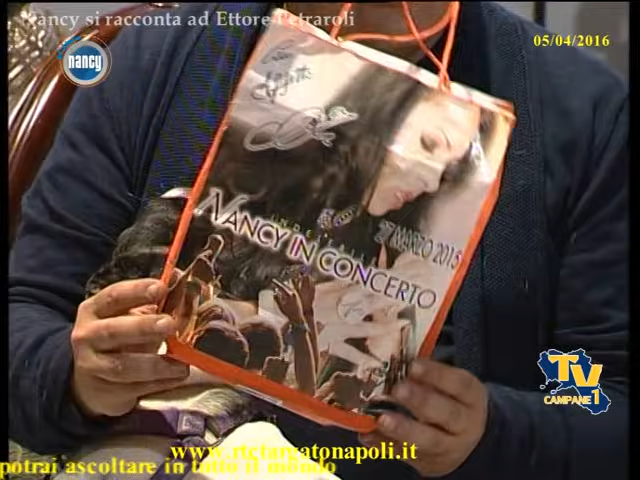 Nancy si racconta ad Ettore Petraroli
05/04/2016
nancy
NANCY IN CONCERTO
27 MARZO 2015
TV
CAMPANE 1
www.rtctargatonapoli.it
potrai ascoltare in tutto il mondo